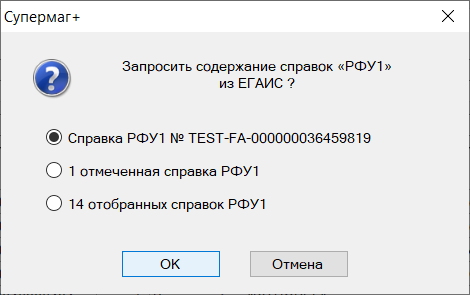 Супермаг+
Запросить содержание справок «РФУ1»
из ЕГАИС ?
Справка РФУ1 № TEST-FA-000000036459819
1 отмеченная справка РФУ1
14 отобранных справок РФУ1
OK
Отмена